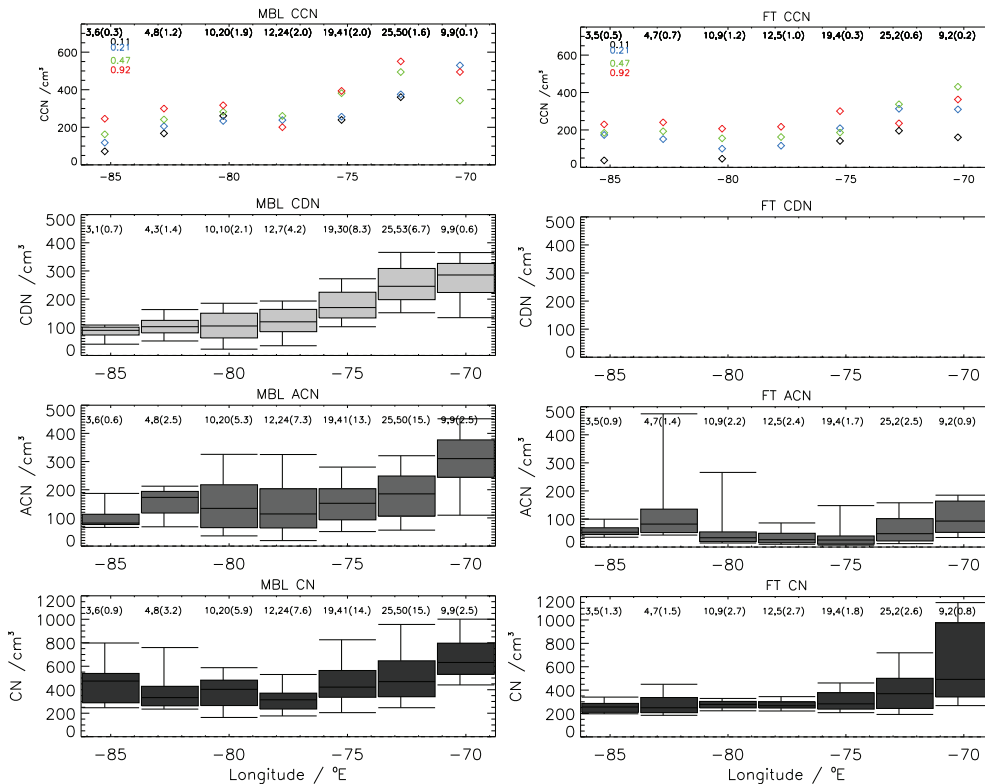 MBL CCN
3,6(0.3) 4,8(1.2) 10,20(1.9) 12,24(2.0) 19,41(2.0) 25,50(1.6) 9,9(0.1)
0.11
0.21
0.47
0.92
CCN /cm³
600
400
200
0
−85 −80 −75 −70
FT CCN
3,5(0.5) 4,7(0.7) 10,9(1.2) 12,5(1.0) 19,4(0.3) 25,2(0.6) 9,2(0.2)
0.11
0.21
0.47
0.92
CCN /cm³
600
400
200
0
−85 −80 −75 −70
MBL CDN
3,1(0.7) 4,3(1.4) 10,10(2.1) 12,7(4.2) 19,30(8.3) 25,53(6.7) 9,9(0.6)
CDN /cm³
500
400
300
200
100
0
−85 −80 −75 −70
FT CDN
CDN /cm³
500
400
300
200
100
0
−85 −80 −75 −70
MBL ACN
3,6(0.6) 4,8(2.5) 10,20(5.3) 12,24(7.3) 19,41(13.) 25,50(15.) 9,9(2.5)
ACN /cm³
500
400
300
200
100
0
−85 −80 −75 −70
FT ACN
3,5(0.9) 4,7(1.4) 10,9(2.2) 12,5(2.4) 19,4(1.7) 25,2(2.5) 9,2(0.9)
ACN /cm³
500
400
300
200
100
0
−85 −80 −75 −70
MBL CN
3,6(0.9) 4,8(3.2) 10,20(5.9) 12,24(7.6) 19,41(14.) 25,50(15.) 9,9(2.5)
CN /cm³
1200
1000
800
600
400
200
0
−85 −80 −75 −70
Longitude / °E
FT CN
3,5(1.3) 4,7(1.5) 10,9(2.7) 12,5(2.7) 19,4(1.8) 25,2(2.6) 9,2(0.8)
CN /cm³
1200
1000
800
600
400
200
0
−85 −80 −75 −70
Longitude / °E